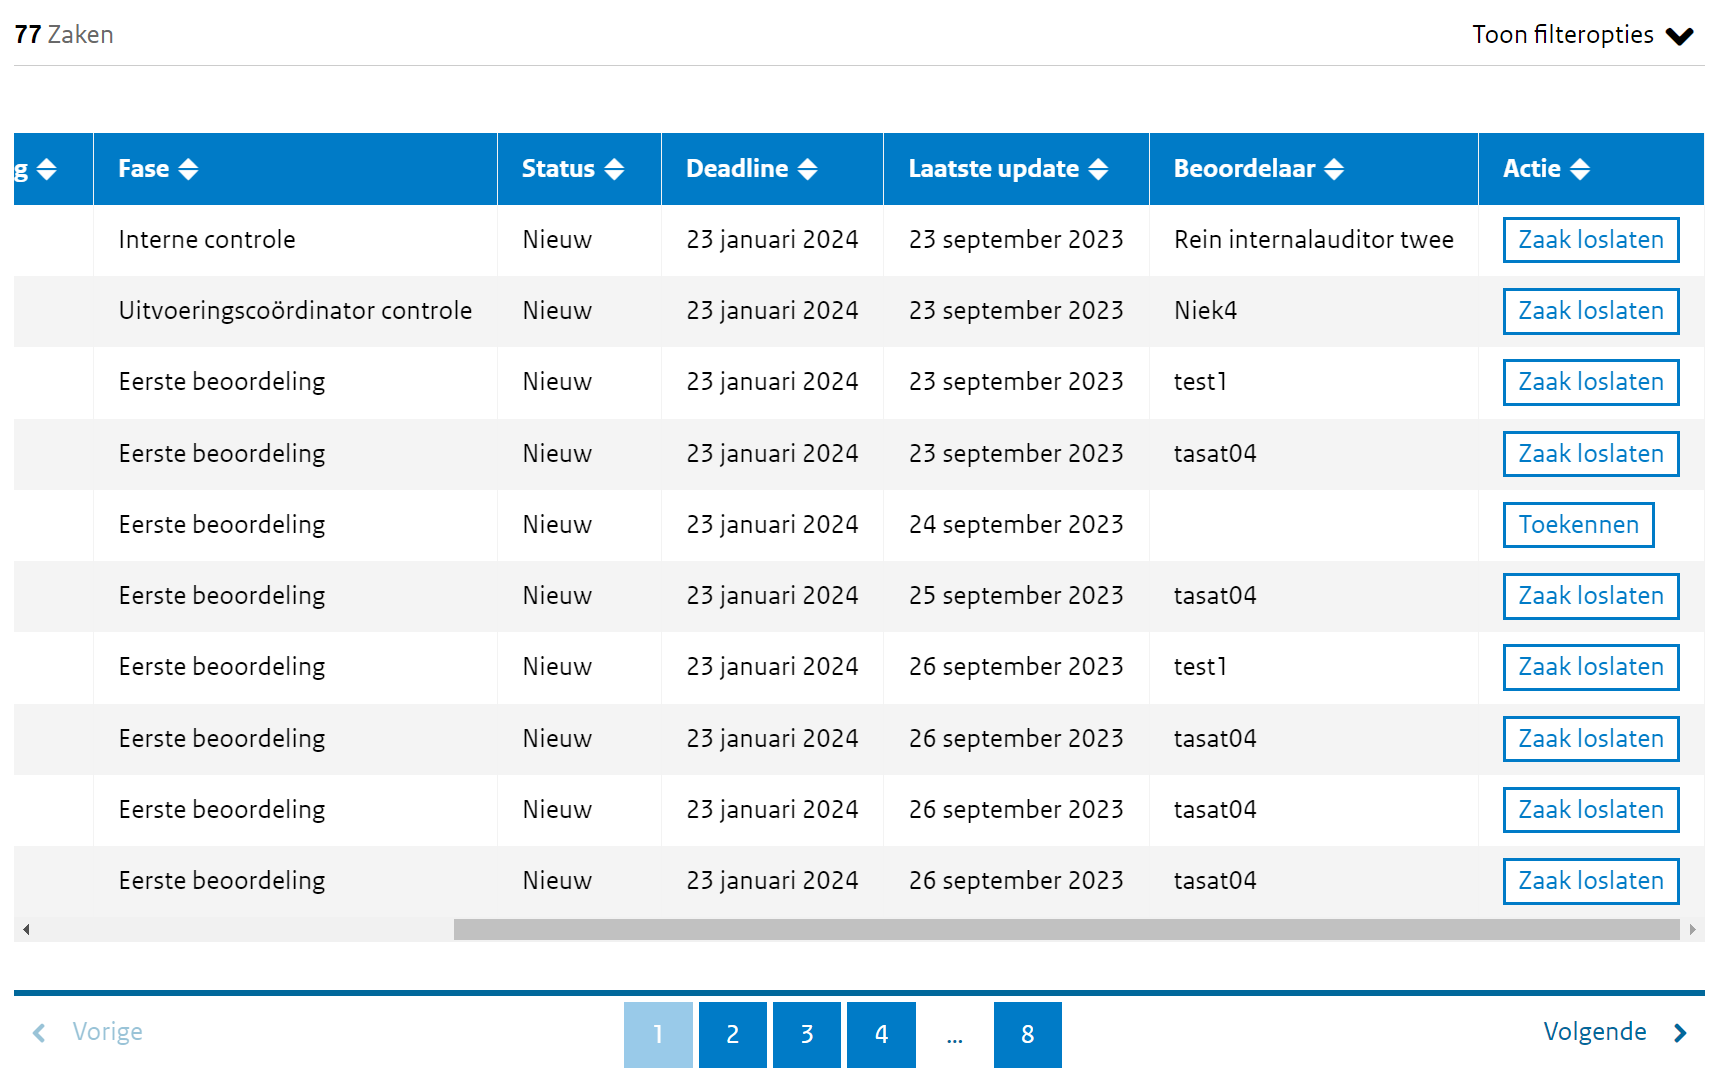 77 Zaken Toon filteropties
g Fase Status Deadline Laatste update Beoordelaar Actie
Interne controle Nieuw 23 januari 2024 23 september 2023 Rein internalauditor twee Zaak loslaten
Uitvoeringscoördinator controle Nieuw 23 januari 2024 23 september 2023 Niek4 Zaak loslaten
Eerste beoordeling Nieuw 23 januari 2024 23 september 2023 test1 Zaak loslaten
Eerste beoordeling Nieuw 23 januari 2024 23 september 2023 tasat04 Zaak loslaten
Eerste beoordeling Nieuw 23 januari 2024 24 september 2023 Toekennen
Eerste beoordeling Nieuw 23 januari 2024 25 september 2023 tasat04 Zaak loslaten
Eerste beoordeling Nieuw 23 januari 2024 26 september 2023 test1 Zaak loslaten
Eerste beoordeling Nieuw 23 januari 2024 26 september 2023 tasat04 Zaak loslaten
Eerste beoordeling Nieuw 23 januari 2024 26 september 2023 tasat04 Zaak loslaten
Eerste beoordeling Nieuw 23 januari 2024 26 september 2023 tasat04 Zaak loslaten
Vorige 1 2 3 4 ... 8 Volgende